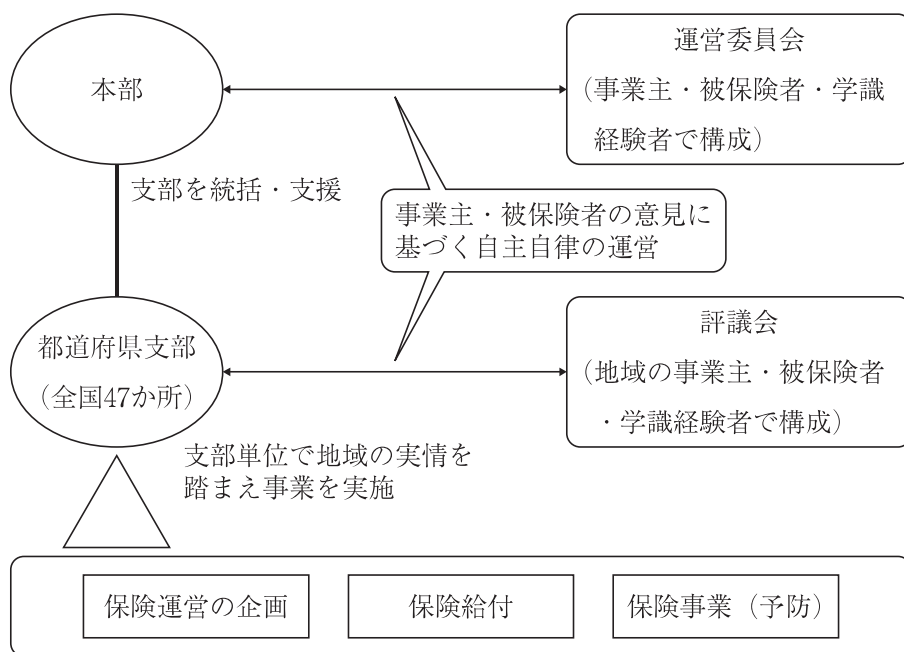 本部
運営委員会
（事業主・被保険者・学識
経験者で構成）
支部を統括・支援
事業主・被保険者の意見に
基づく自主自律の運営
都道府県支部
（全国47か所）
評議会
（地域の事業主・被保険者
・学識経験者で構成）
支部単位で地域の実情を
踏まえ事業を実施
保険運営の企画
保険給付
保険事業（予防）